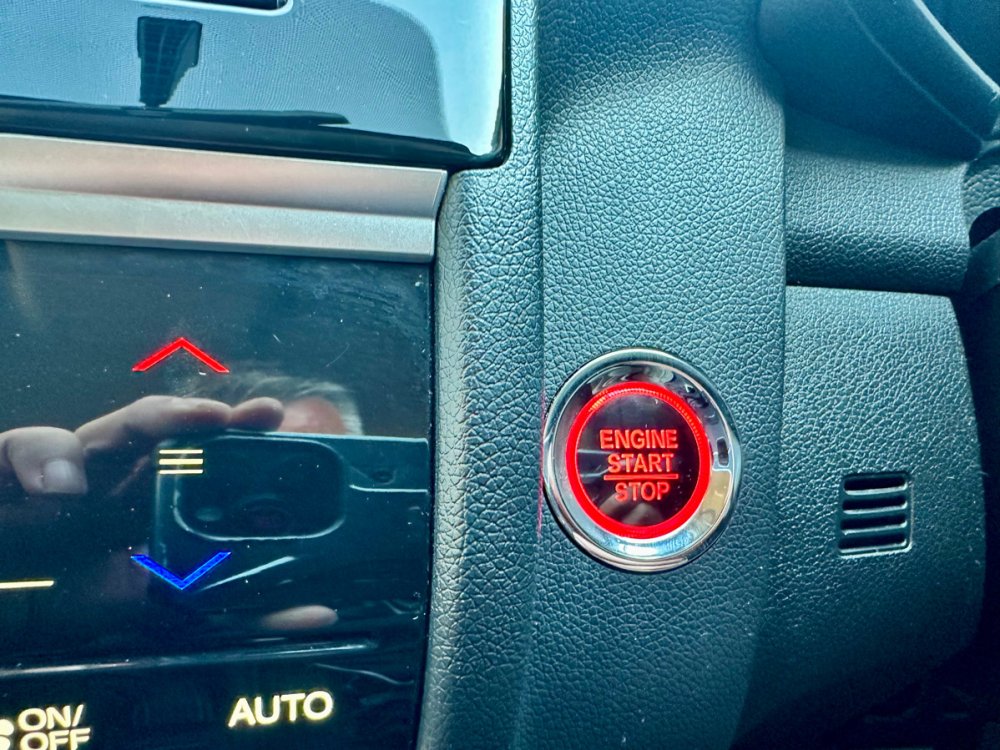 ENGINE
START
STOP
ON/
OFF
AUTO